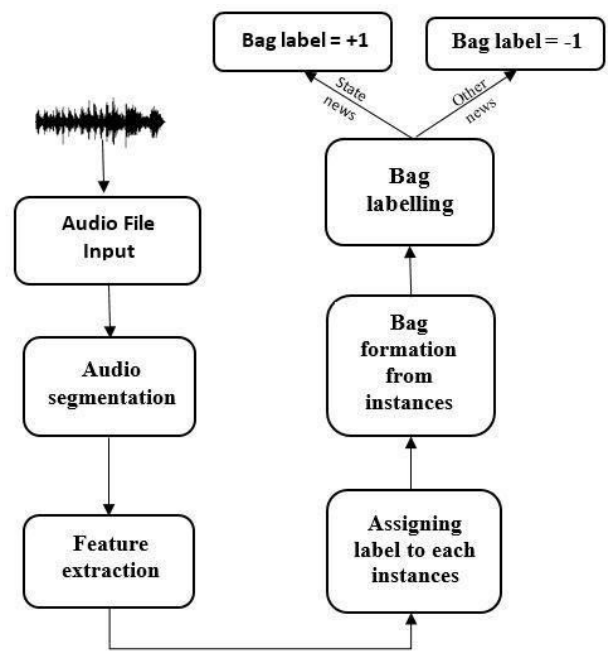 Audio File
Input
Audio
segmentation
Feature
extraction
Assigning
label to each
instances
Bag
formation
from
instances
Bag
labelling
State
news
Other
news
Bag label = +1
Bag label = -1